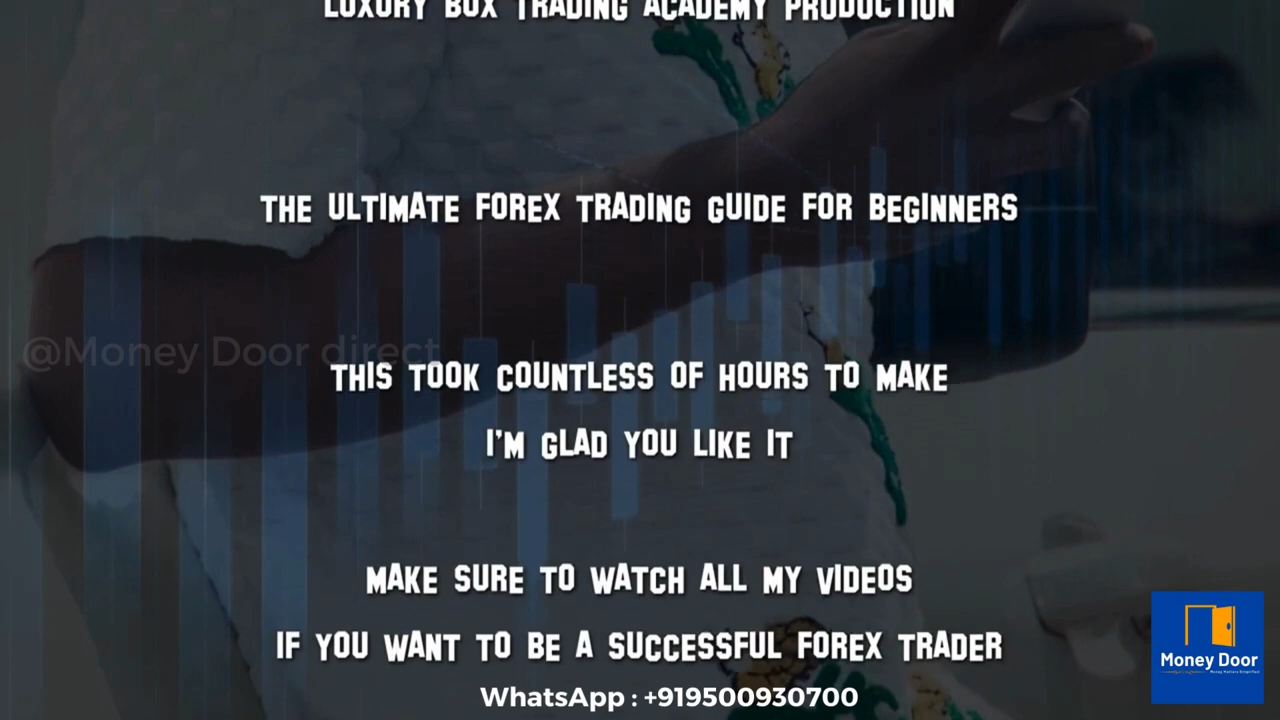 LUXURY BOX TRADING ACADEMY PRODUCTION
THE ULTIMATE FOREX TRADING GUIDE FOR BEGINNERS
@Money Door direct
THIS TOOK COUNTLESS OF HOURS TO MAKE
I'M GLAD YOU LIKE IT
MAKE SURE TO WATCH ALL MY VIDEOS
IF YOU WANT TO BE A SUCCESSFUL FOREX TRADER
Money Door
WhatsApp : +919500930700